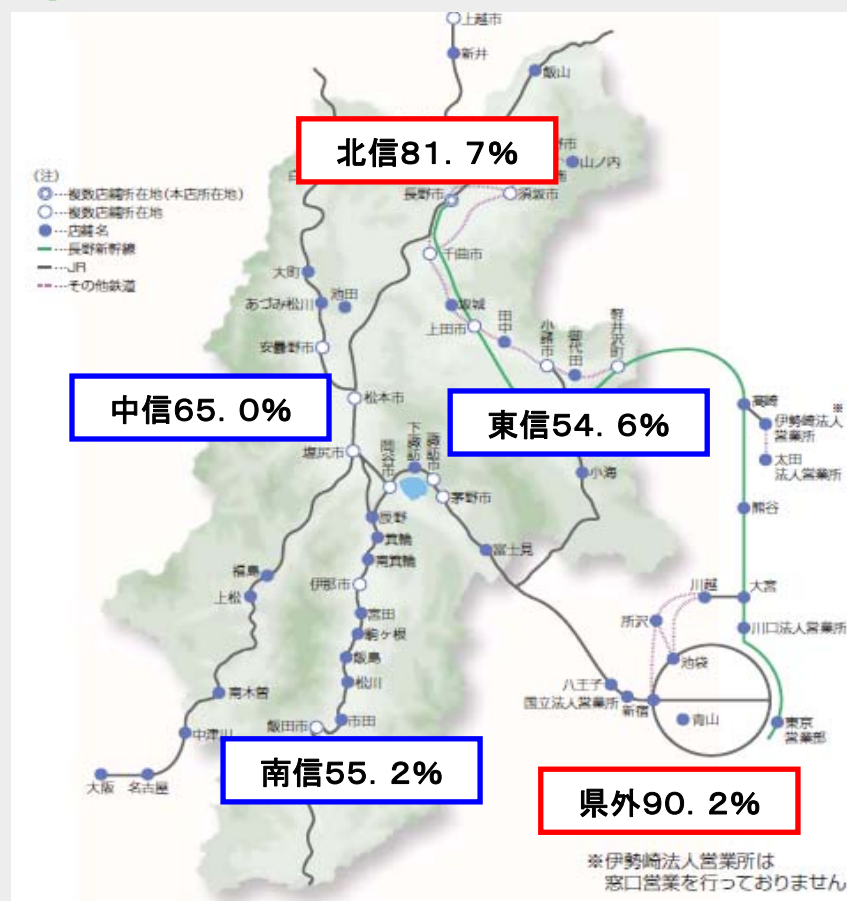 上越市
新井
飯山
北信81.7%
山ノ内
長野市
須坂市
(注)
複数店舗所在地(本店所在地)
複数店舗所在地
店舗名
長野新幹線
JR
その他鉄道
千曲市
大町
池田
あづみ松川
坂城
上田市
田中
小諸市
御代田
軽井沢町
安曇野市
中信65.0%
松本市
東信54.6%
高崎
※
伊勢崎法人
営業所
太田
法人営業所
塩尻市
岡谷市
下諏訪
諏訪市
茅野市
小海
熊谷
辰野
箕輪
南箕輪
富士見
福島
上松
伊那市
宮田
駒ヶ根
飯島
松川
川越
大宮
所沢
川口法人営業所
池袋
南木曽
八王子
国立法人営業所
新宿
青山
東京
営業部
飯田市
市田
中津川
大阪
名古屋
南信55.2%
県外90.2%
※伊勢崎法人営業所は
窓口営業を行っておりません